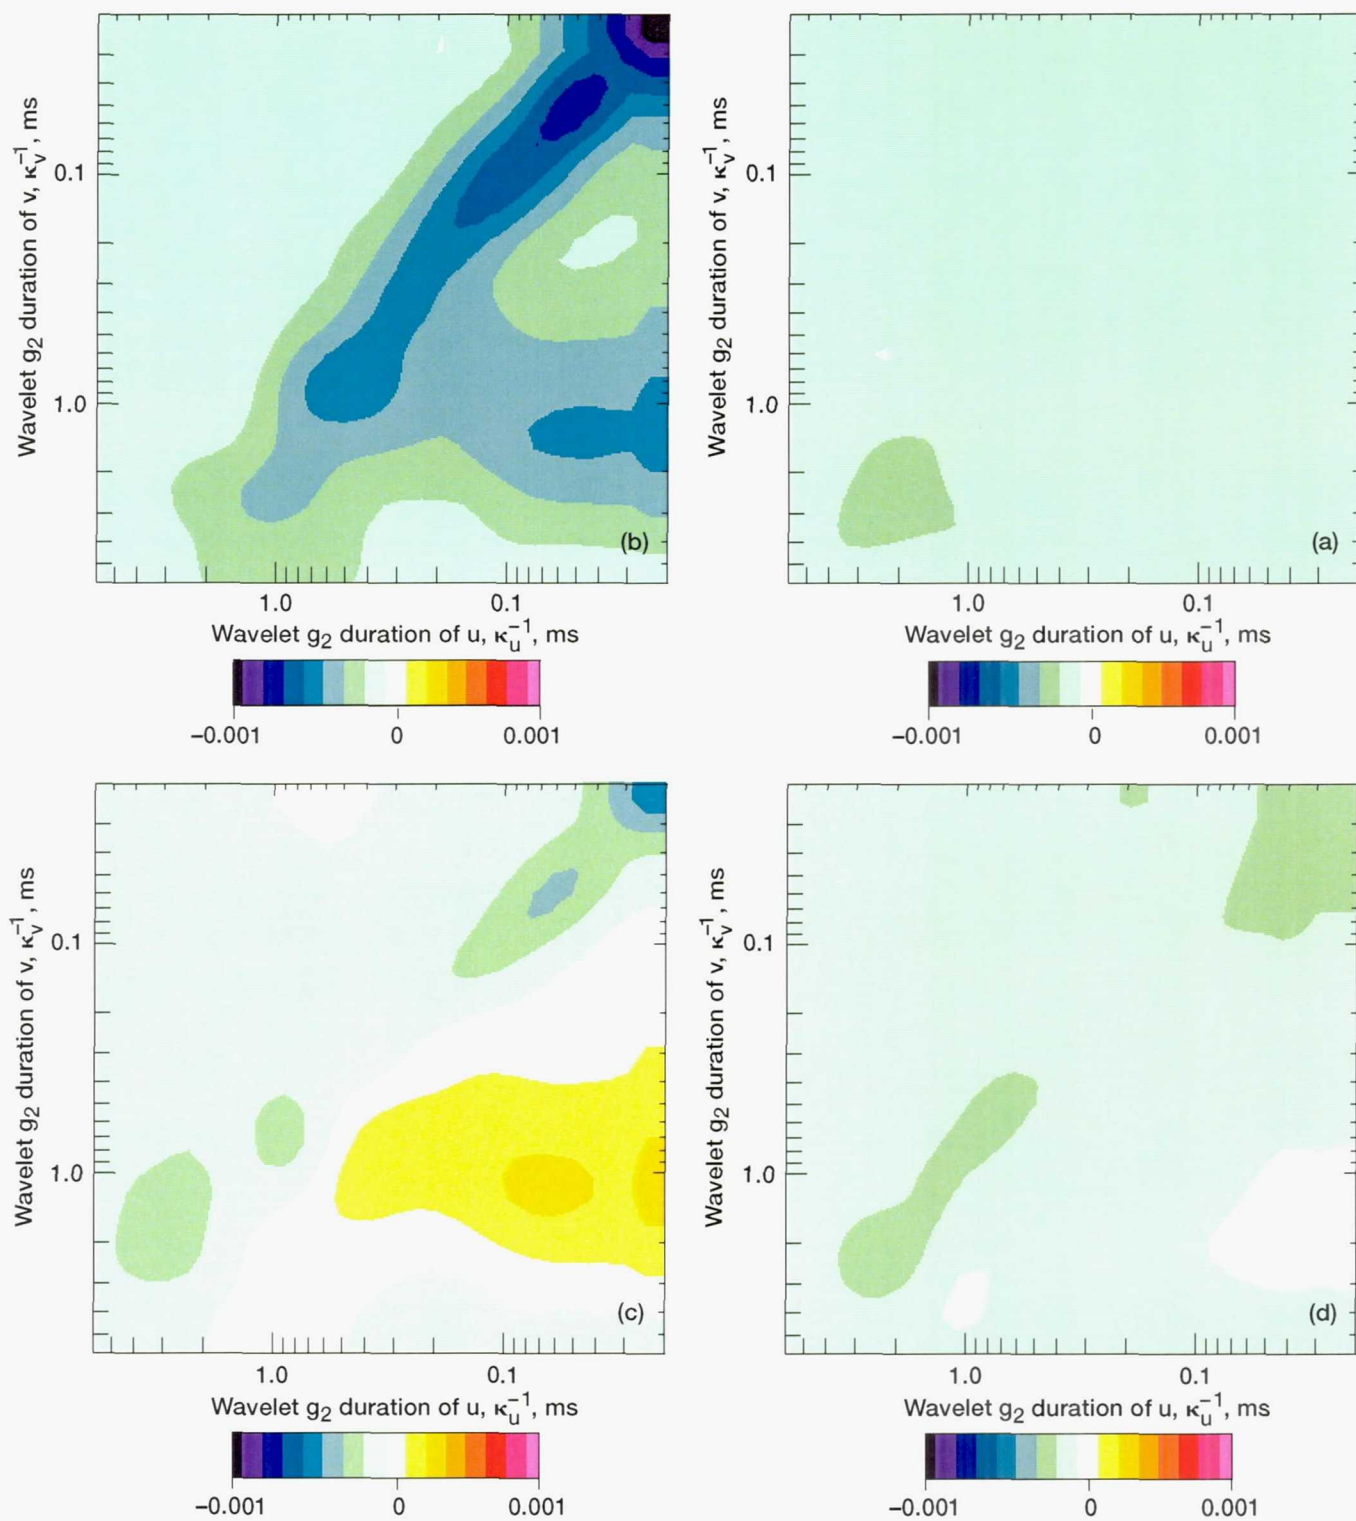 Wavelet g2 duration of v, κv⁻¹, ms
0.1
1.0
(b)
1.0 0.1
Wavelet g2 duration of u, κu⁻¹, ms
−0.001 0 0.001
Wavelet g2 duration of v, κv⁻¹, ms
0.1
1.0
(a)
1.0 0.1
Wavelet g2 duration of u, κu⁻¹, ms
−0.001 0 0.001
Wavelet g2 duration of v, κv⁻¹, ms
0.1
1.0
(c)
1.0 0.1
Wavelet g2 duration of u, κu⁻¹, ms
−0.001 0 0.001
Wavelet g2 duration of v, κv⁻¹, ms
0.1
1.0
(d)
1.0 0.1
Wavelet g2 duration of u, κu⁻¹, ms
−0.001 0 0.001